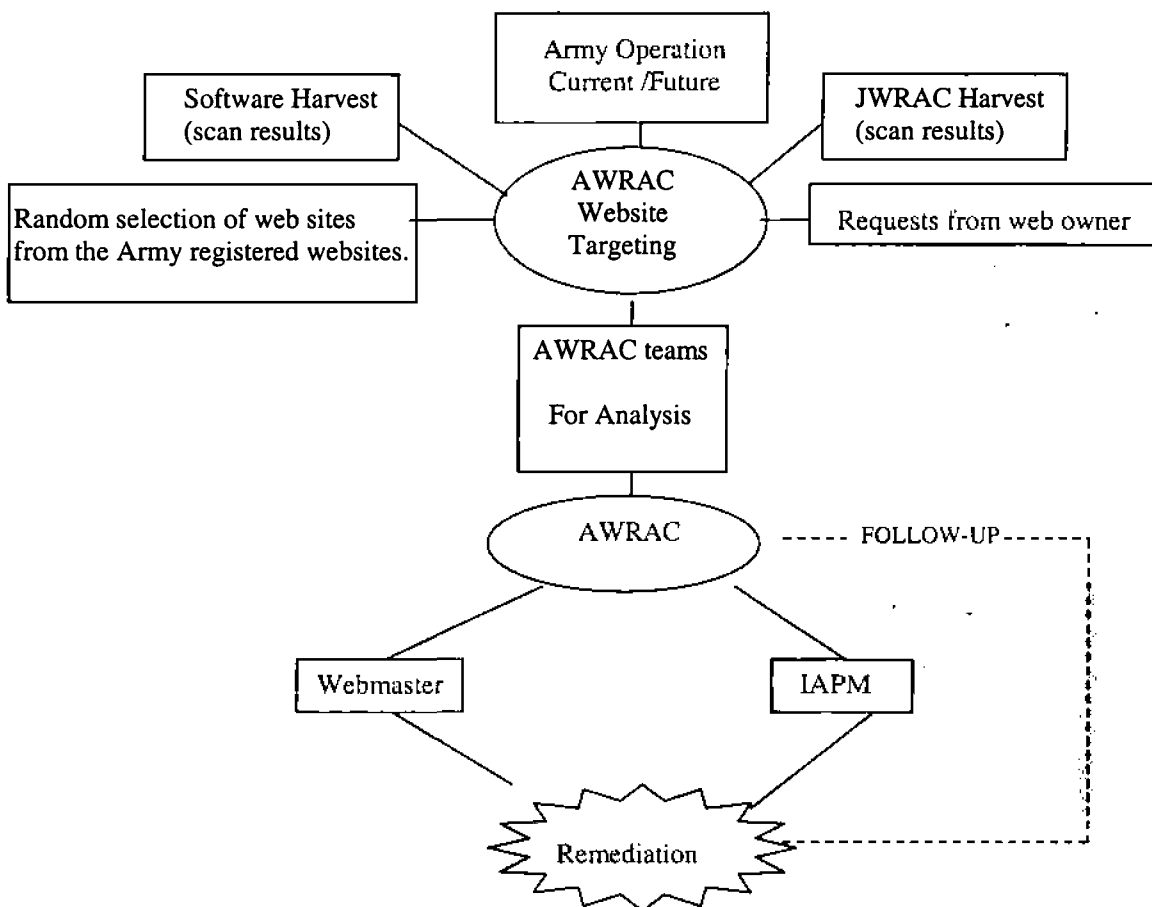 Army Operation
Current /Future
Software Harvest
(scan results)
JWRAC Harvest
(scan results)
AWRAC
Website
Targeting
Random selection of web sites
from the Army registered websites.
Requests from web owner
AWRAC teams
For Analysis
AWRAC
FOLLOW-UP
Webmaster
IAPM
Remediation